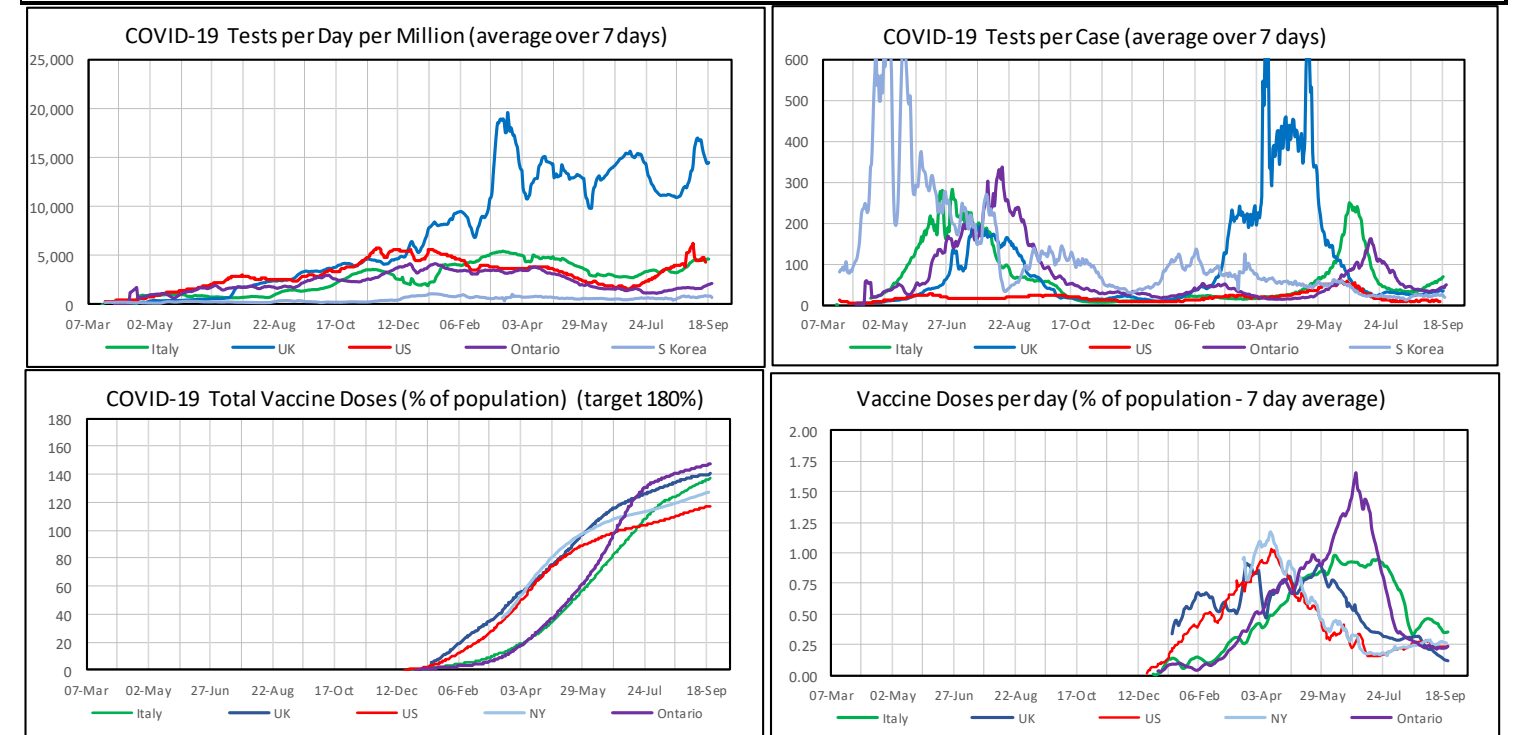 COVID-19 Tests per Day per Million (average over 7 days)
25,000
20,000
15,000
10,000
5,000
0
07-Mar 02-May 27-Jun 22-Aug 17-Oct 12-Dec 06-Feb 03-Apr 29-May 24-Jul 18-Sep
Italy UK US Ontario S Korea
COVID-19 Tests per Case (average over 7 days)
600
500
400
300
200
100
0
07-Mar 02-May 27-Jun 22-Aug 17-Oct 12-Dec 06-Feb 03-Apr 29-May 24-Jul 18-Sep
Italy UK US Ontario S Korea
COVID-19 Total Vaccine Doses (% of population) (target 180%)
180
160
140
120
100
80
60
40
20
0
07-Mar 02-May 27-Jun 22-Aug 17-Oct 12-Dec 06-Feb 03-Apr 29-May 24-Jul 18-Sep
Italy UK US NY Ontario
Vaccine Doses per day (% of population - 7 day average)
2.00
1.75
1.50
1.25
1.00
0.75
0.50
0.25
0.00
07-Mar 02-May 27-Jun 22-Aug 17-Oct 12-Dec 06-Feb 03-Apr 29-May 24-Jul 18-Sep
Italy UK US NY Ontario